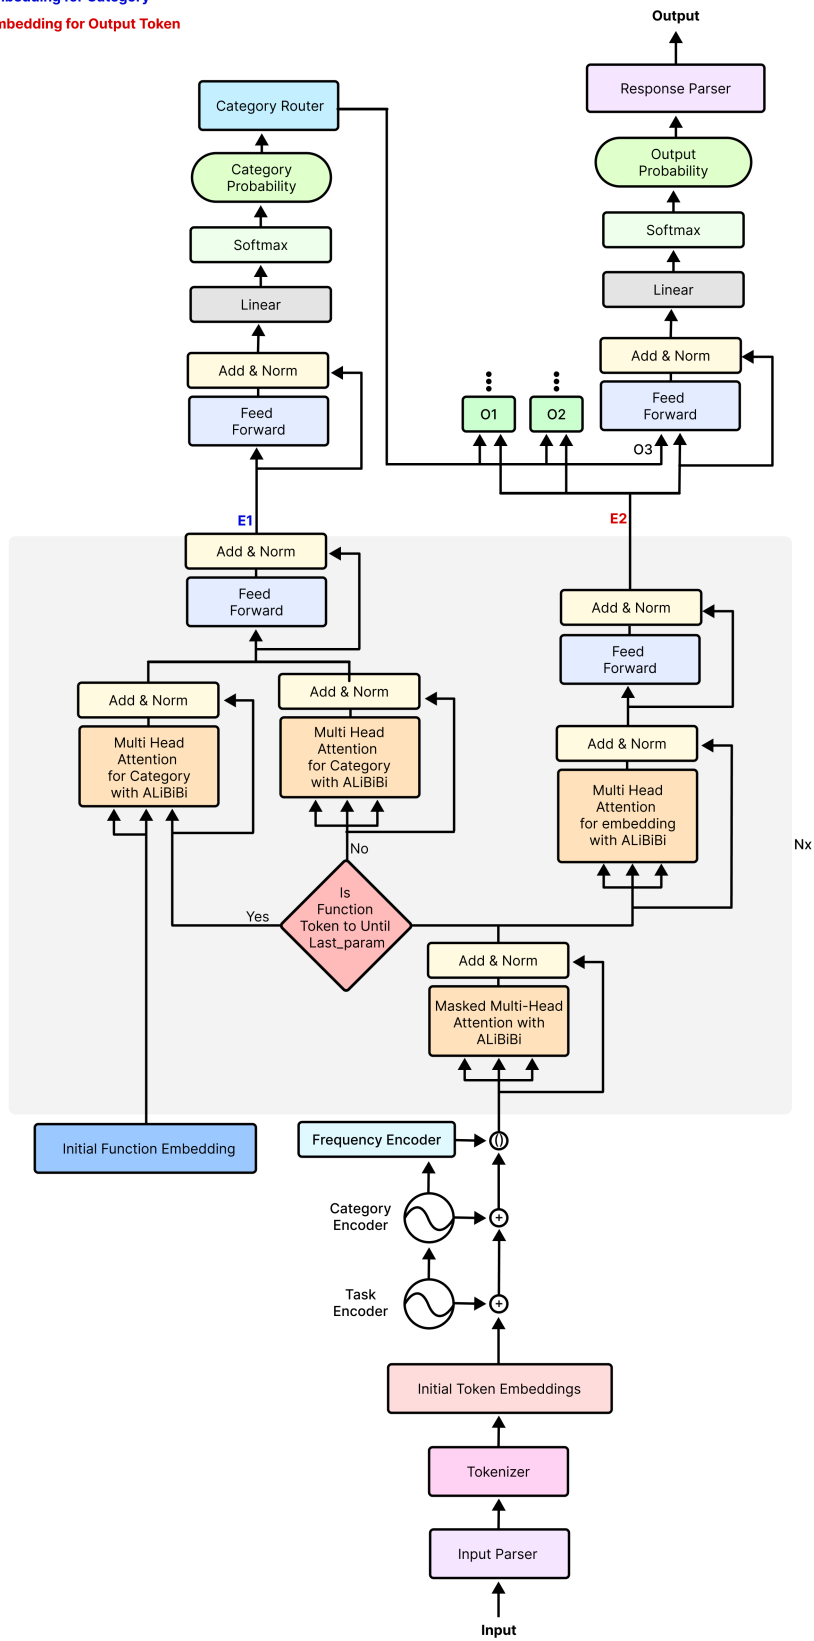 mbedding for Output Token
Output
Response Parser
Category Router
Output
Probability
Category
Probability
Softmax
Softmax
Linear
Linear
Add & Norm
Add & Norm
Feed
Forward
Feed
Forward
O1
O2
O3
E1
E2
Add & Norm
Feed
Forward
Add & Norm
Feed
Forward
Add & Norm
Add & Norm
Multi Head
Attention
for Category
with ALiBiBi
Multi Head
Attention
for Category
with ALiBiBi
Add & Norm
Multi Head
Attention
for embedding
with ALiBiBi
Nx
No
Yes
Is
Function
Token to Until
Last_param
Add & Norm
Masked Multi-Head
Attention with
ALiBiBi
Initial Function Embedding
Frequency Encoder
()
Category
Encoder
+
Task
Encoder
+
Initial Token Embeddings
Tokenizer
Input Parser
Input